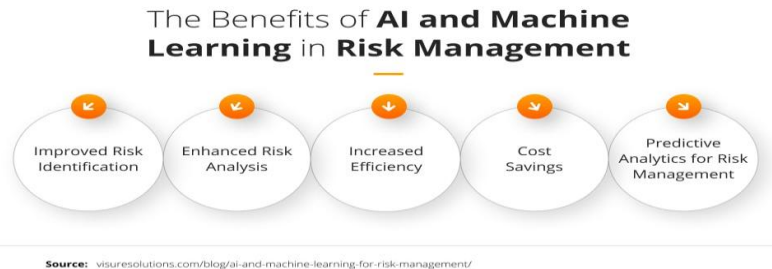 The Benefits of AI and Machine
Learning in Risk Management
Improved Risk
Identification
Enhanced Risk
Analysis
Increased
Efficiency
Cost
Savings
Predictive
Analytics for Risk
Management
Source: visuresolutions.com/blog/ai-and-machine-learning-for-risk-management/